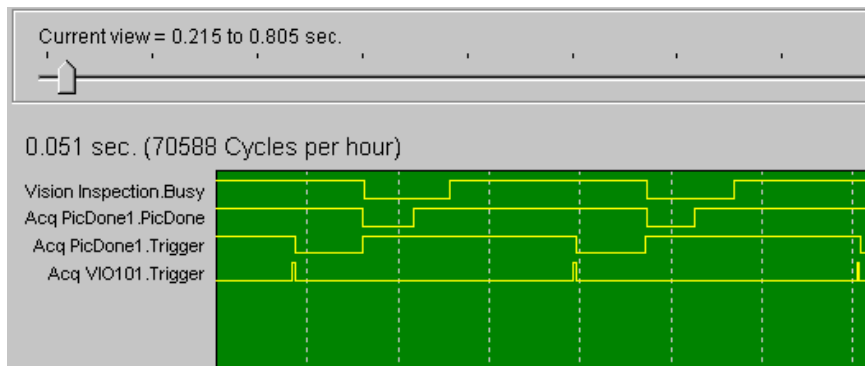 Current view = 0.215 to 0.805 sec.
0.051 sec. (70588 Cycles per hour)
Vision Inspection.Busy
Acq PicDone1.PicDone
Acq PicDone1.Trigger
Acq VIO101.Trigger